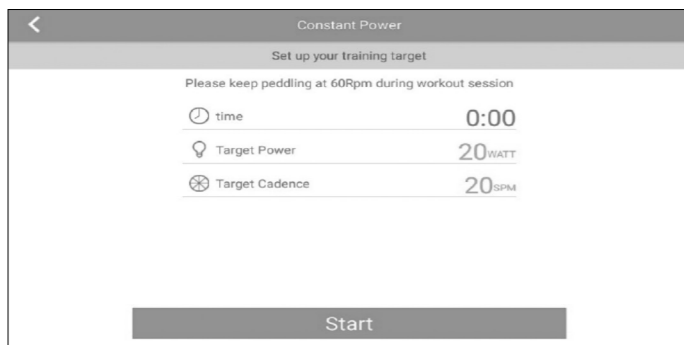 Constant Power
Set up your training target
Please keep peddling at 60Rpm during workout session
time 0:00
Target Power 20WATT
Target Cadence 20SPM
Start